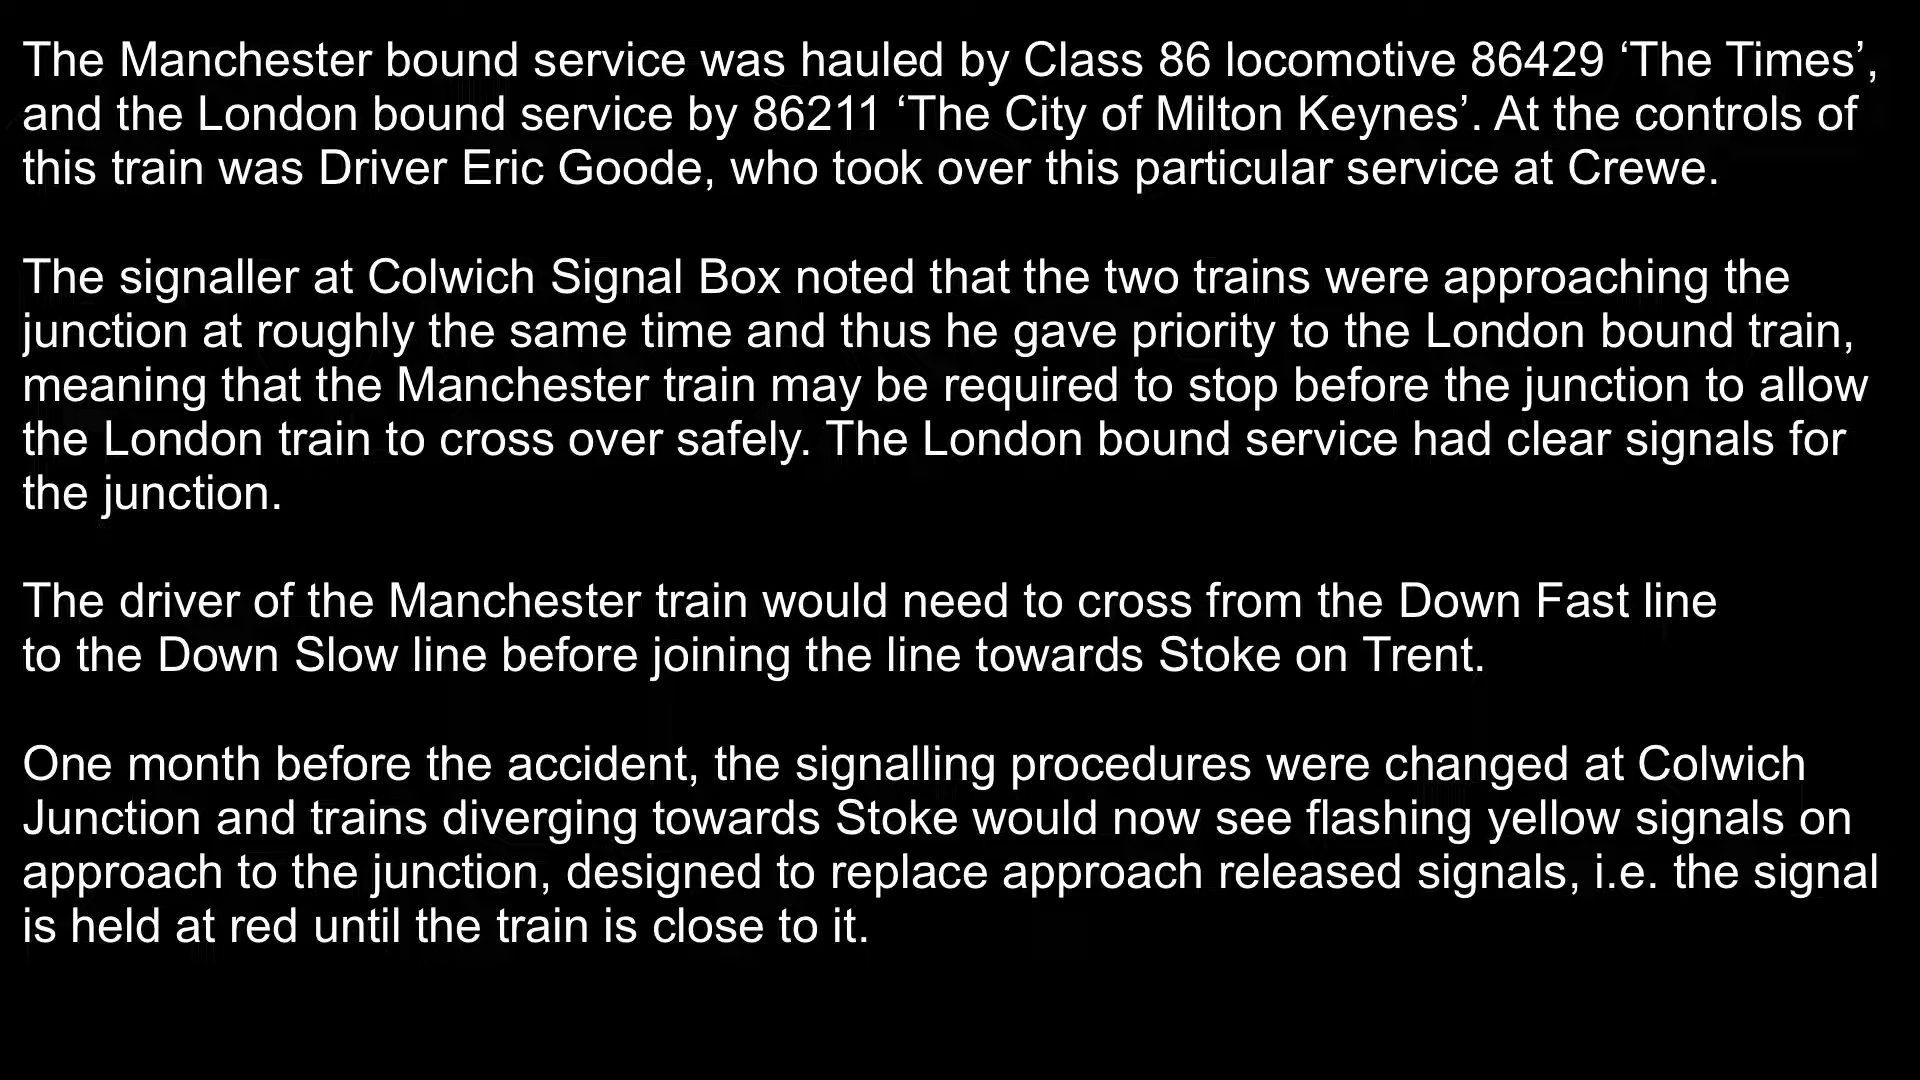 The Manchester bound service was hauled by Class 86 locomotive 86429 ‘The Times’,
and the London bound service by 86211 ‘The City of Milton Keynes’. At the controls of
this train was Driver Eric Goode, who took over this particular service at Crewe.
The signaller at Colwich Signal Box noted that the two trains were approaching the
junction at roughly the same time and thus he gave priority to the London bound train,
meaning that the Manchester train may be required to stop before the junction to allow
the London train to cross over safely. The London bound service had clear signals for
the junction.
The driver of the Manchester train would need to cross from the Down Fast line
to the Down Slow line before joining the line towards Stoke on Trent.
One month before the accident, the signalling procedures were changed at Colwich
Junction and trains diverging towards Stoke would now see flashing yellow signals on
approach to the junction, designed to replace approach released signals, i.e. the signal
is held at red until the train is close to it.